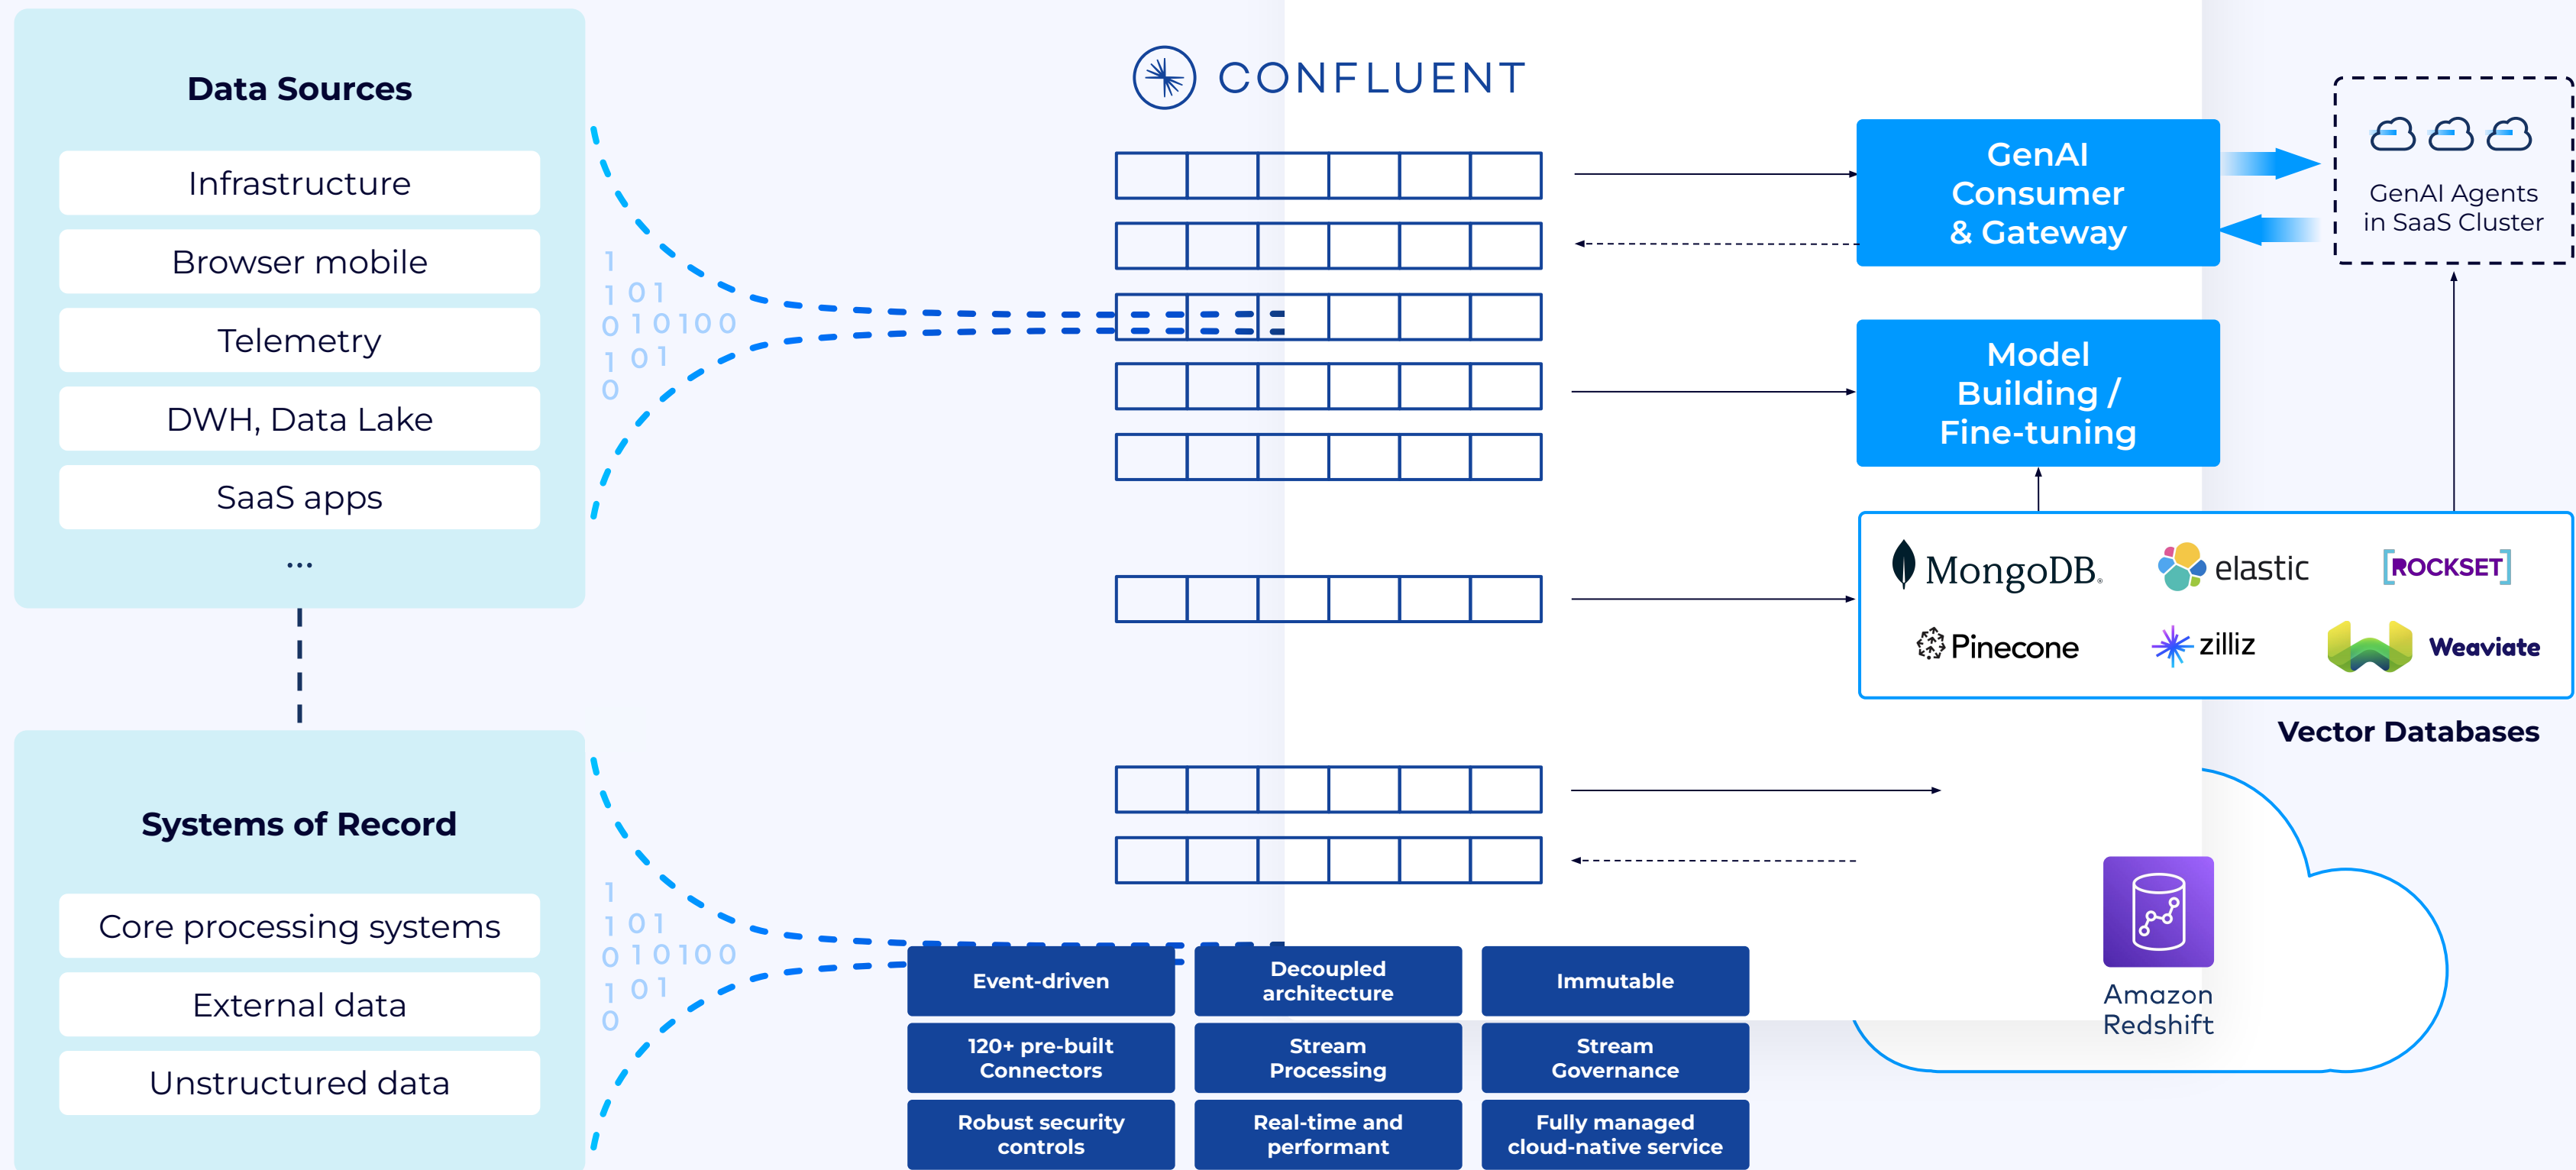 Data Sources
Infrastructure
Browser mobile
Telemetry
DWH, Data Lake
SaaS apps
...
1
1 0 1
0 1 0 1 0 0
1 0 1
0
Systems of Record
Core processing systems
External data
Unstructured data
1
1 0 1
0 1 0 1 0 0
1 0 1
0
CONFLUENT
Event-driven
Decoupled
architecture
Immutable
120+ pre-built
Connectors
Stream
Processing
Stream
Governance
Robust security
controls
Real-time and
performant
Fully managed
cloud-native service
GenAI
Consumer
& Gateway
GenAI Agents
in SaaS Cluster
Model
Building /
Fine-tuning
MongoDB®
elastic
ROCKSET
Pinecone
zilliz
Weaviate
Vector Databases
Amazon
Redshift